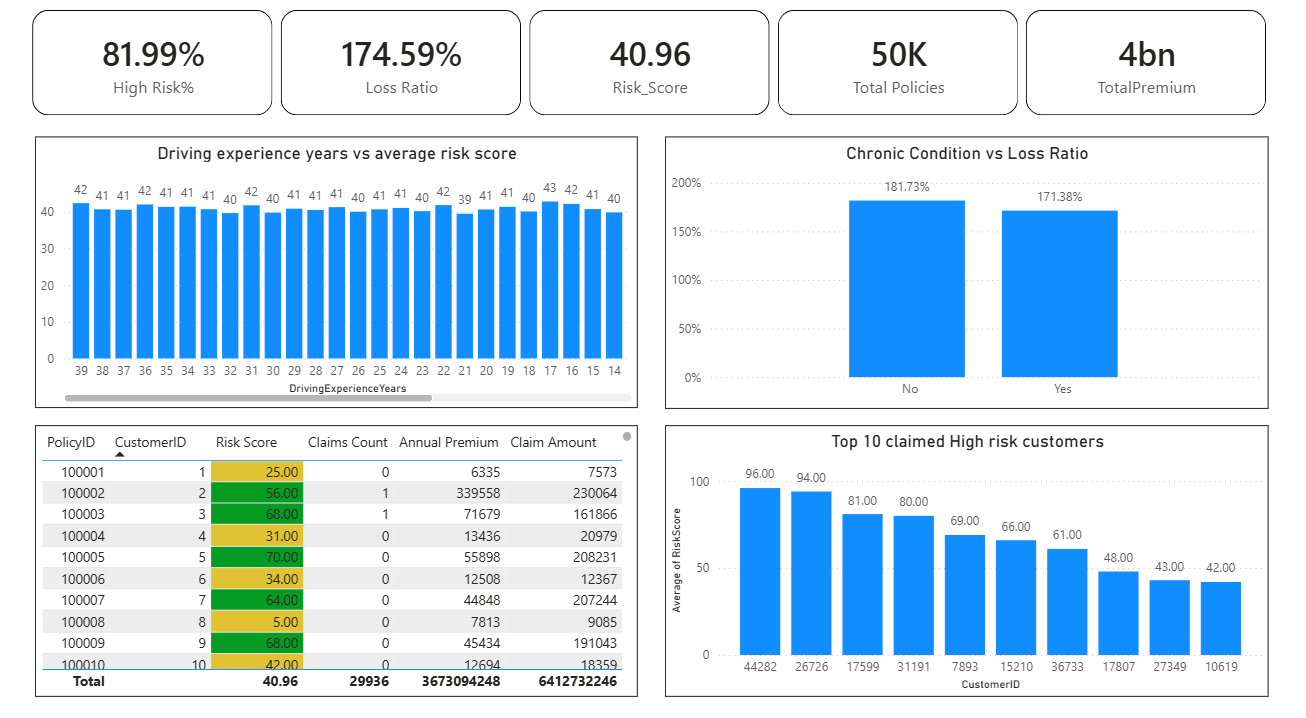 81.99% 174.59% 40.96 50K 4bn
High Risk% Loss Ratio Risk_Score Total Policies TotalPremium
Driving experience years vs average risk score
42 41 41 42 41 41 41 40 42 40 41 41 41 40 41 41 40 42 39 41 41 40 43 42 41 40
40
30
20
10
0
39 38 37 36 35 34 33 32 31 30 29 28 27 26 25 24 23 22 21 20 19 18 17 16 15 14
DrivingExperienceYears
Chronic Condition vs Loss Ratio
200%
150%
100%
50%
0%
181.73% 171.38%
No Yes
PolicyID CustomerID Risk Score Claims Count Annual Premium Claim Amount
100001 1 25.00 0 6335 7573
100002 2 56.00 1 339558 230064
100003 3 68.00 1 71679 161866
100004 4 31.00 0 13436 20979
100005 5 70.00 0 55898 208231
100006 6 34.00 0 12508 12367
100007 7 64.00 0 44848 207244
100008 8 5.00 0 7813 9085
100009 9 68.00 0 45434 191043
100010 10 42.00 0 12694 18359
Total 40.96 29936 3673094248 6412732246
Top 10 claimed High risk customers
Average of RiskScore
100
50
0
96.00 94.00 81.00 80.00 69.00 66.00 61.00 48.00 43.00 42.00
44282 26726 17599 31191 7893 15210 36733 17807 27349 10619
CustomerID